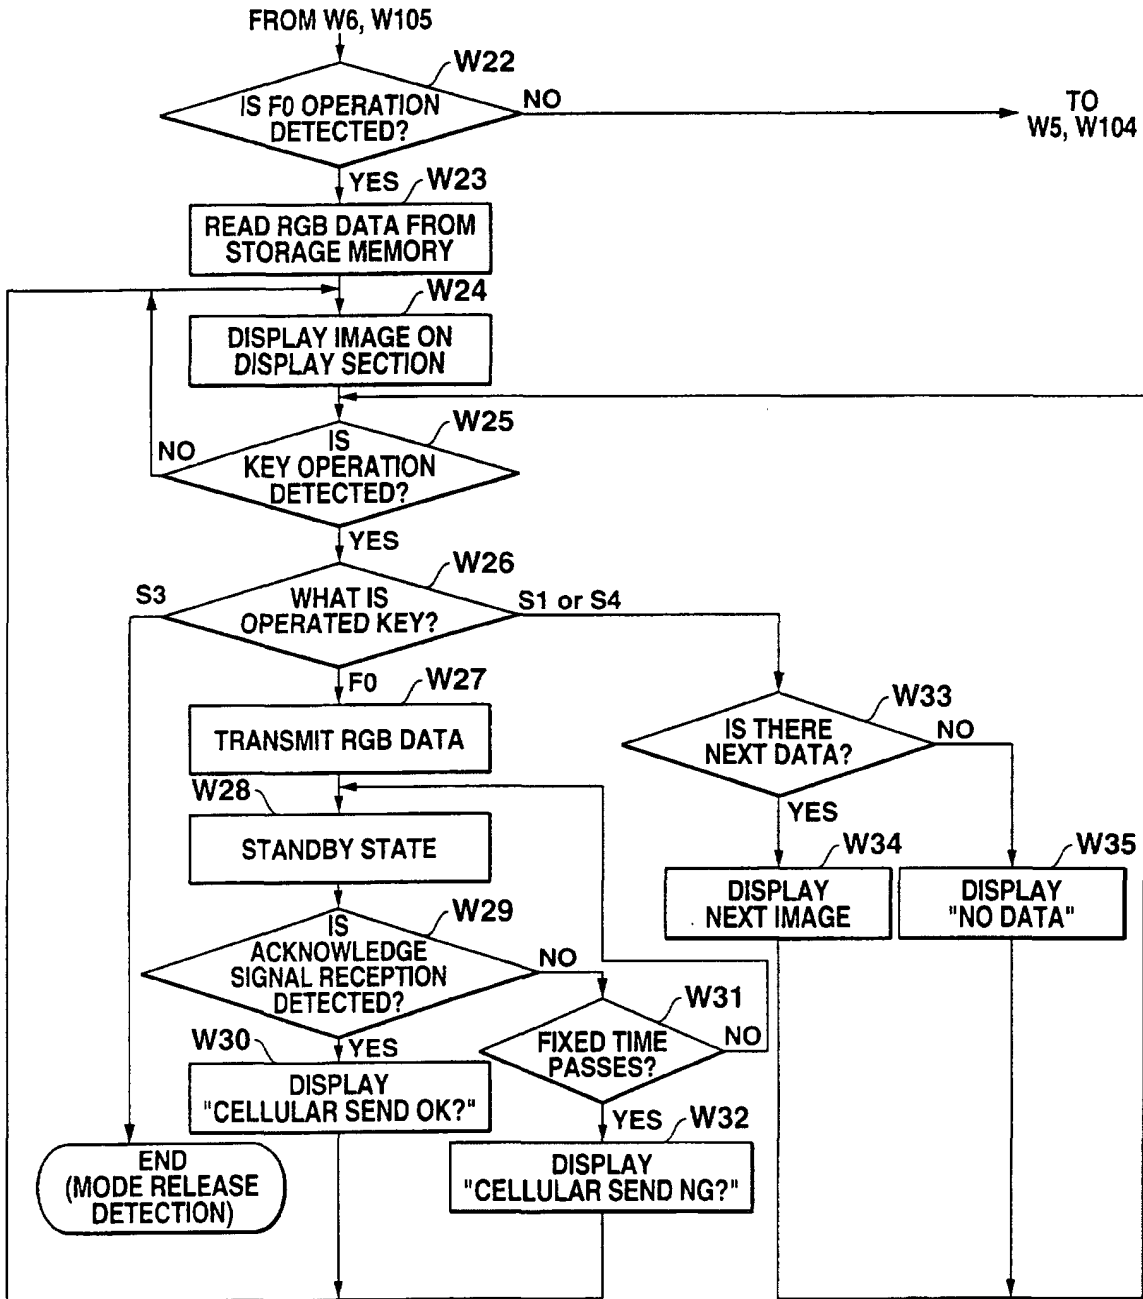 FROM W6, W105
W22
IS F0 OPERATION
DETECTED?
NO
TO
W5, W104
YES
W23
READ RGB DATA FROM
STORAGE MEMORY
W24
DISPLAY IMAGE ON
DISPLAY SECTION
W25
NO
IS
KEY OPERATION
DETECTED?
YES
W26
S3
WHAT IS
OPERATED KEY?
S1 or S4
F0
W27
TRANSMIT RGB DATA
W33
IS THERE
NEXT DATA?
NO
YES
W28
STANDBY STATE
W34
DISPLAY
NEXT IMAGE
W35
DISPLAY
"NO DATA"
W29
IS
ACKNOWLEDGE
SIGNAL RECEPTION
DETECTED?
NO
W31
FIXED TIME
PASSES?
NO
YES
W30
DISPLAY
"CELLULAR SEND OK?"
YES
W32
DISPLAY
"CELLULAR SEND NG?"
END
(MODE RELEASE
DETECTION)